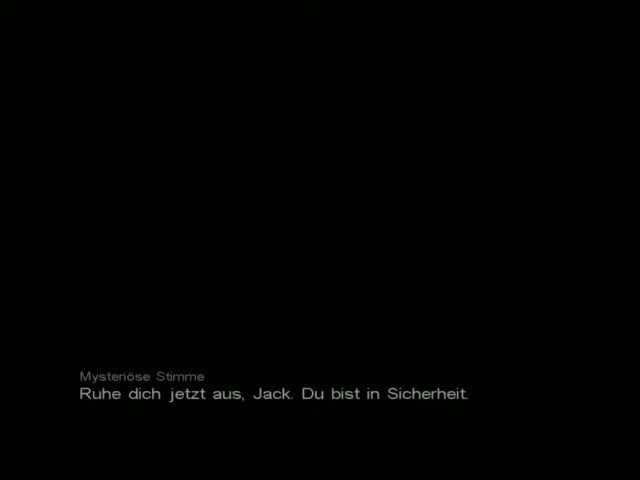 Mysteriöse Stimme
Ruhe dich jetzt aus, Jack. Du bist in Sicherheit.